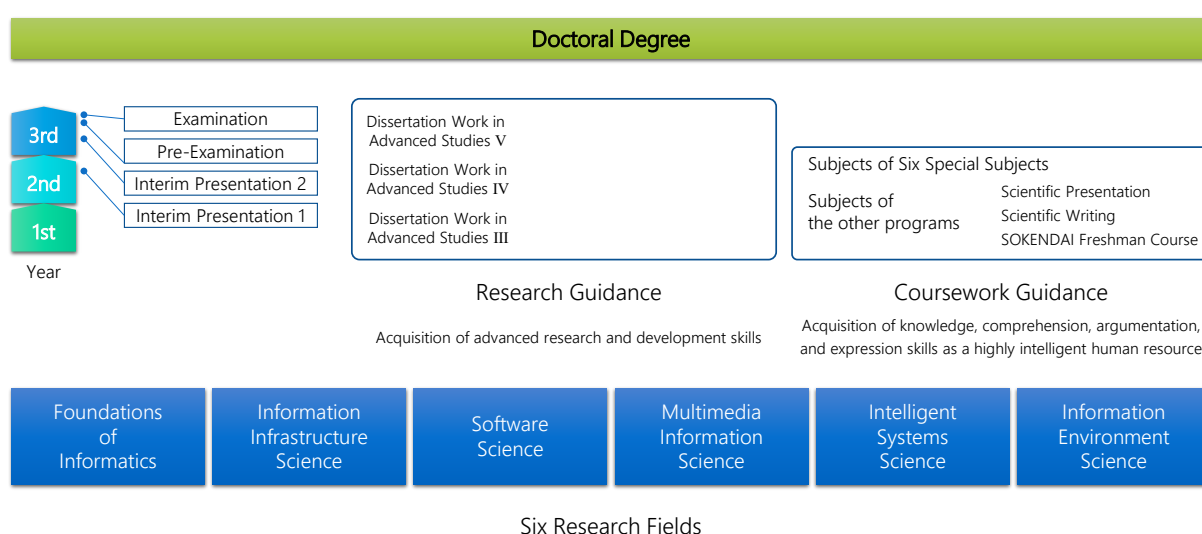 Doctoral Degree
3rd
2nd
1st
Year
Examination
Pre-Examination
Interim Presentation 2
Interim Presentation 1
Dissertation Work in
Advanced Studies V
Dissertation Work in
Advanced Studies IV
Dissertation Work in
Advanced Studies III
Research Guidance
Acquisition of advanced research and development skills
Subjects of Six Special Subjects
Subjects of
the other programs
Scientific Presentation
Scientific Writing
SOKENDAI Freshman Course
Coursework Guidance
Acquisition of knowledge, comprehension, argumentation,
and expression skills as a highly intelligent human resource
Foundations
of
Informatics
Information
Infrastructure
Science
Software
Science
Multimedia
Information
Science
Intelligent
Systems
Science
Information
Environment
Science
Six Research Fields